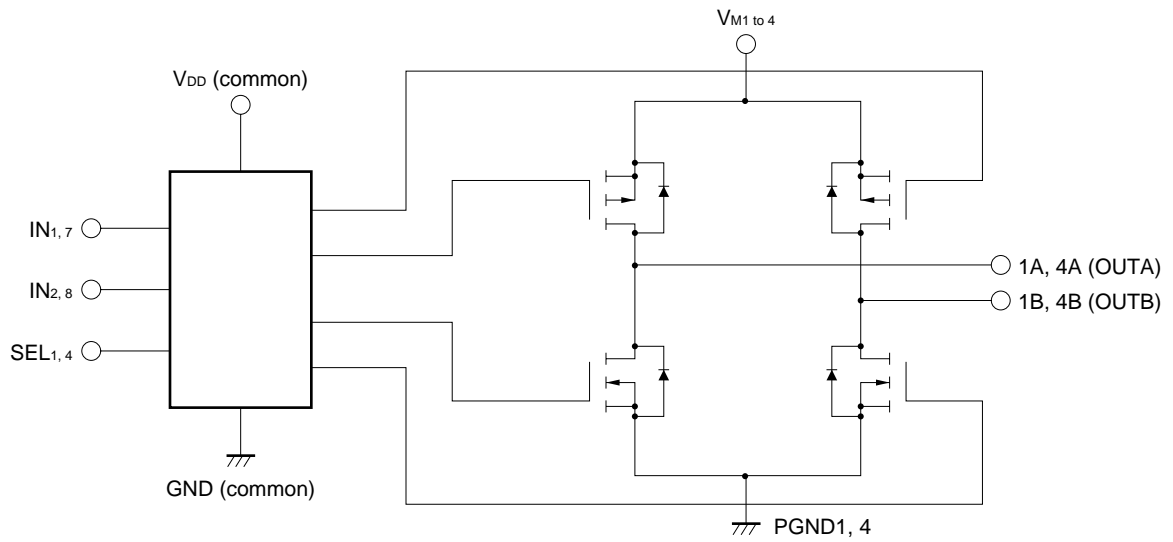 VM1 to 4
VDD (common)
IN1, 7
IN2, 8
SEL1, 4
1A, 4A (OUTA)
1B, 4B (OUTB)
GND (common)
PGND1, 4